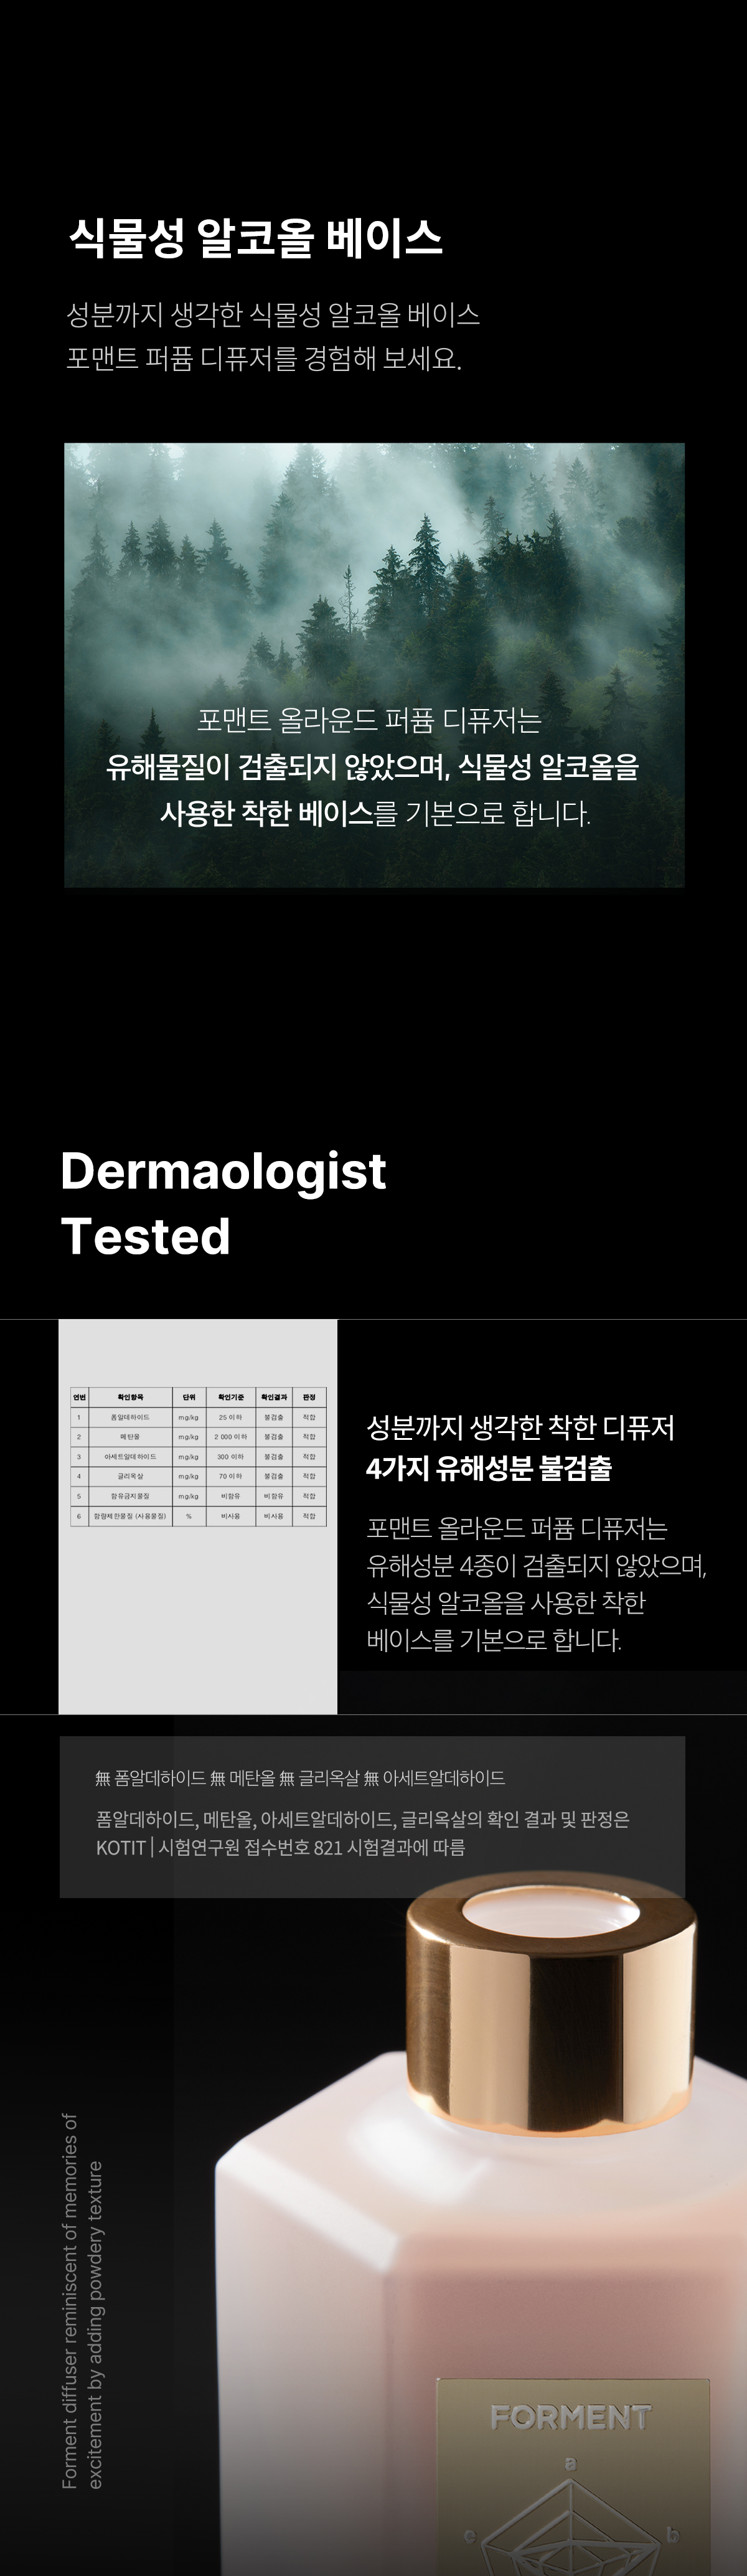 식물성 알코올 베이스
성분까지 생각한 식물성 알코올 베이스
포맨트 퍼퓸 디퓨저를 경험해 보세요.
포맨트 올라운드 퍼퓸 디퓨저는
유해물질이 검출되지 않았으며, 식물성 알코올을
사용한 착한 베이스를 기본으로 합니다.
Dermaologist
Tested
연번 확인항목 단위 확인기준 확인결과 판정
1 폼알데하이드 mg/kg 25 이하 불검출 적합
2 메탄올 mg/kg 2 000 이하 불검출 적합
3 아세트알데하이드 mg/kg 300 이하 불검출 적합
4 글리옥살 mg/kg 70 이하 불검출 적합
5 함유금지물질 mg/kg 비함유 비함유 적합
6 함량제한물질 (사용물질) % 비사용 비사용 적합
성분까지 생각한 착한 디퓨저
4가지 유해성분 불검출
포맨트 올라운드 퍼퓸 디퓨저는
유해성분 4종이 검출되지 않았으며,
식물성 알코올을 사용한 착한
베이스를 기본으로 합니다.
無 폼알데하이드 無 메탄올 無 글리옥살 無 아세트알데하이드
폼알데하이드, 메탄올, 아세트알데하이드, 글리옥살의 확인 결과 및 판정은
KOTIT | 시험연구원 접수번호 821 시험결과에 따름
Forment diffuser reminiscent of memories of
excitement by adding powdery texture
FORMENT
a
e b